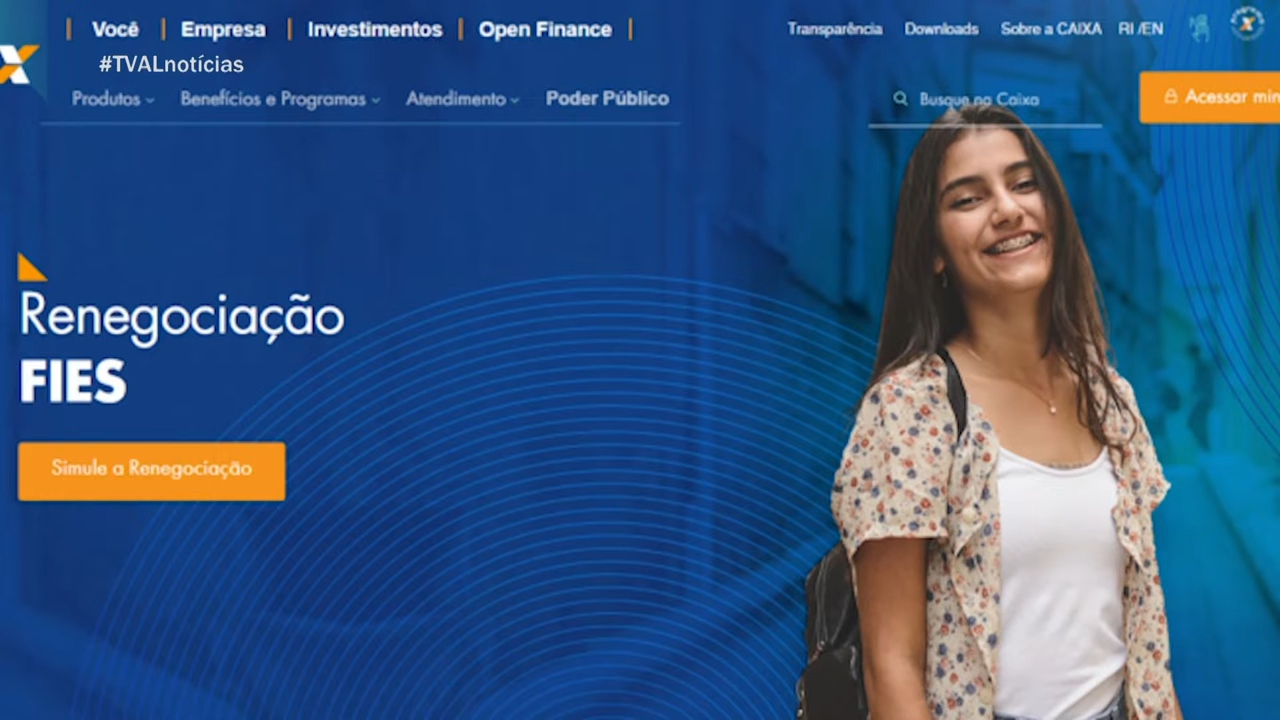 Você Empresa Investimentos Open Finance
Transparência Downloads Sobre a CAIXA RI /EN
#TVALnotícias
Produtos Benefícios e Programas Atendimento Poder Público
Busque na Caixa
Acessar min
Renegociação
FIES
Simule a Renegociação